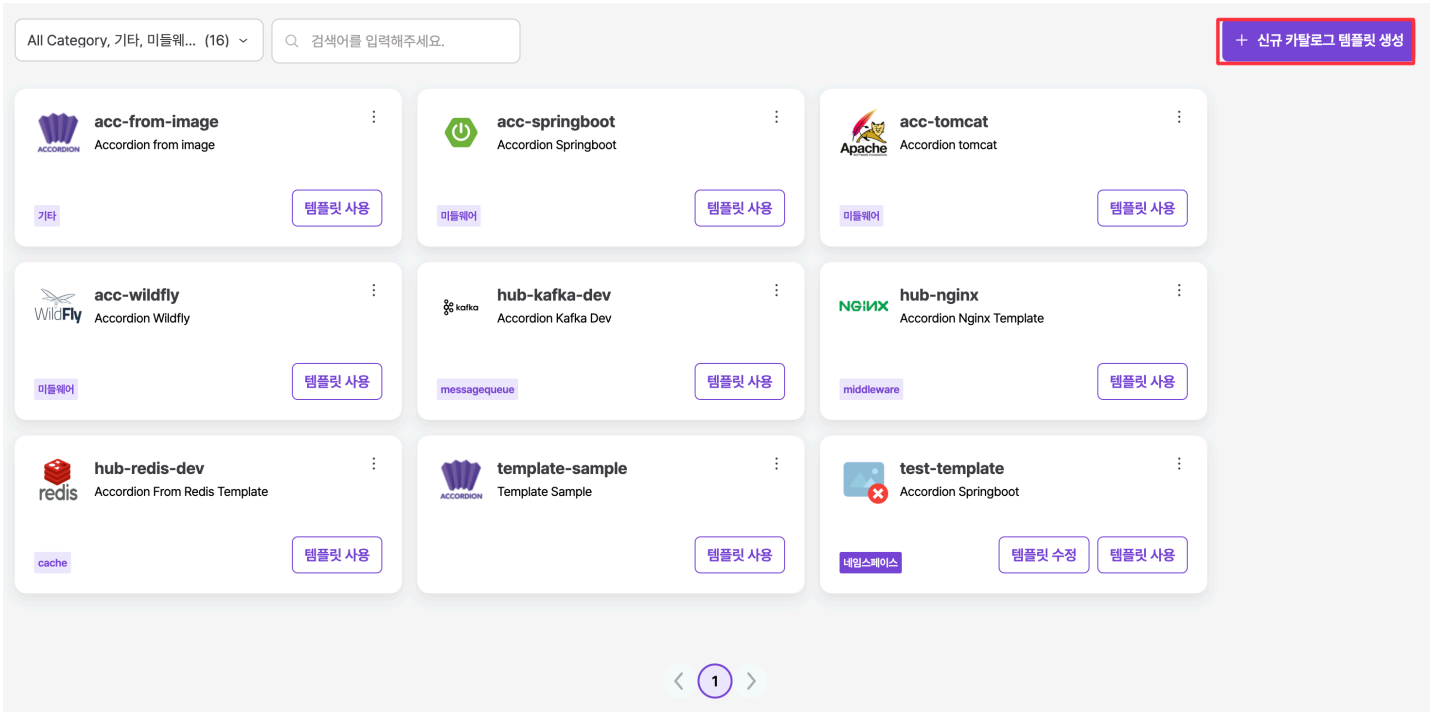 All Category, 기타, 미들웨... (16)
검색어를 입력해주세요.
+ 신규 카탈로그 템플릿 생성
ACCORDION
acc-from-image
Accordion from image
기타
템플릿 사용
acc-springboot
Accordion Springboot
미들웨어
템플릿 사용
Apache
acc-tomcat
Accordion tomcat
미들웨어
템플릿 사용
WildFly
acc-wildfly
Accordion Wildfly
미들웨어
템플릿 사용
kafka
hub-kafka-dev
Accordion Kafka Dev
messagequeue
템플릿 사용
NGINX
hub-nginx
Accordion Nginx Template
middleware
템플릿 사용
redis
hub-redis-dev
Accordion From Redis Template
cache
템플릿 사용
ACCORDION
template-sample
Template Sample
템플릿 사용
test-template
Accordion Springboot
네임스페이스
템플릿 수정
템플릿 사용
1